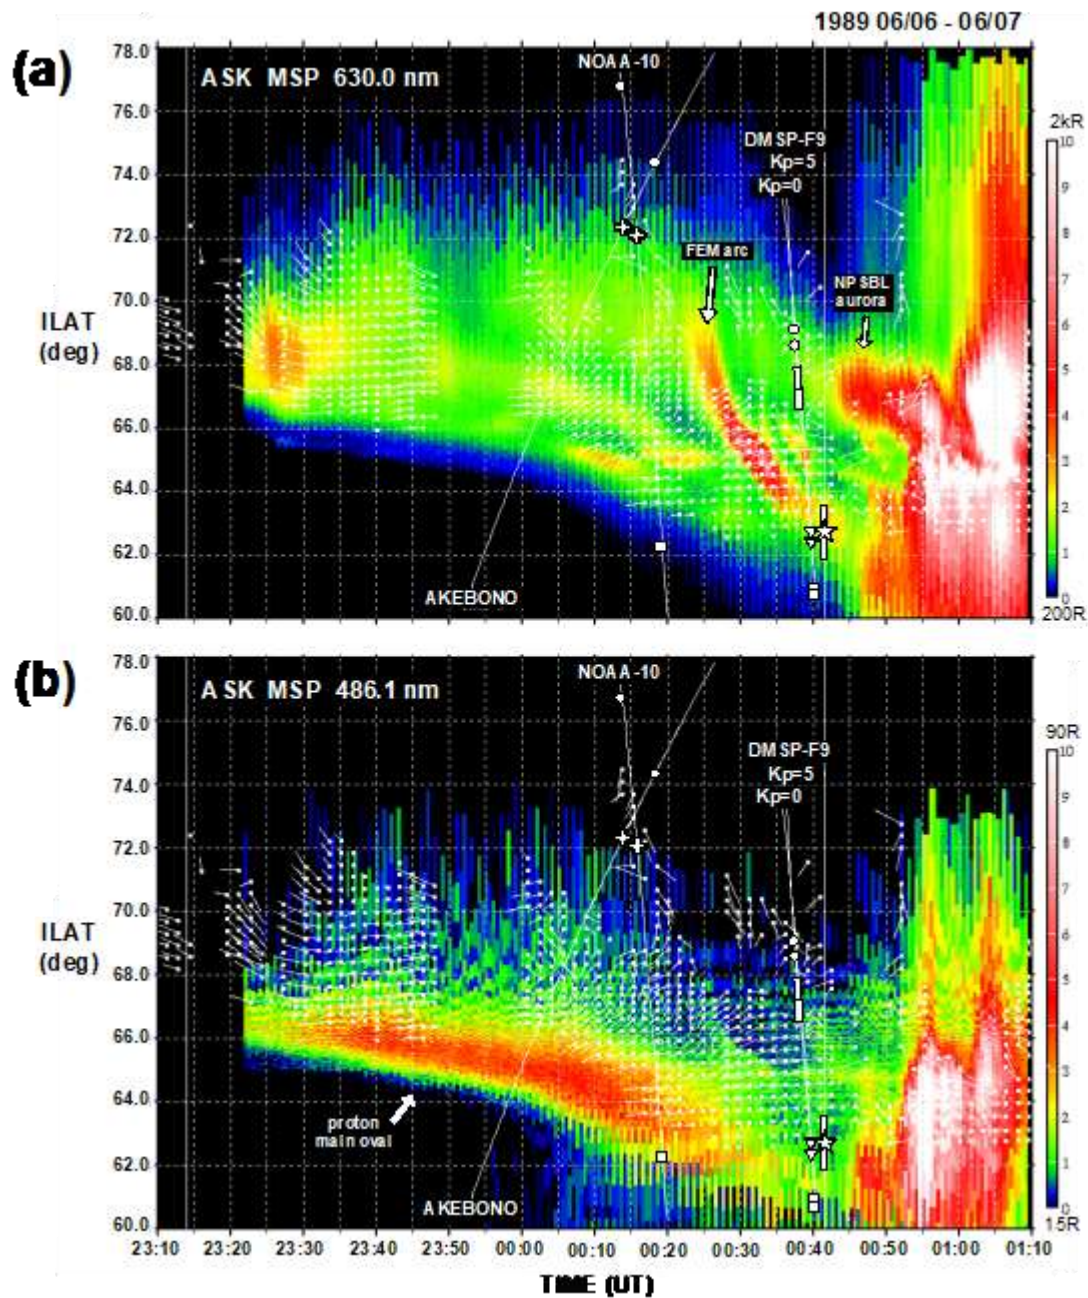 1989 06/06 - 06/07
(a)
ASK MSP 630.0 nm
NOAA-10
DMSP-F9
Kp=5
Kp=0
FEM arc
NPSBL
aurora
AKEBONO
ILAT
(deg)
78.0
76.0
74.0
72.0
70.0
68.0
66.0
64.0
62.0
60.0
2kR
10
9
8
7
6
5
4
3
2
1
0
200R
(b)
ASK MSP 486.1 nm
NOAA-10
DMSP-F9
Kp=5
Kp=0
proton
main oval
AKEBONO
ILAT
(deg)
78.0
76.0
74.0
72.0
70.0
68.0
66.0
64.0
62.0
60.0
90R
10
9
8
7
6
5
4
3
2
1
0
15R
23:10 23:20 23:30 23:40 23:50 00:00 00:10 00:20 00:30 00:40 00:50 01:00 01:10
TIME (UT)